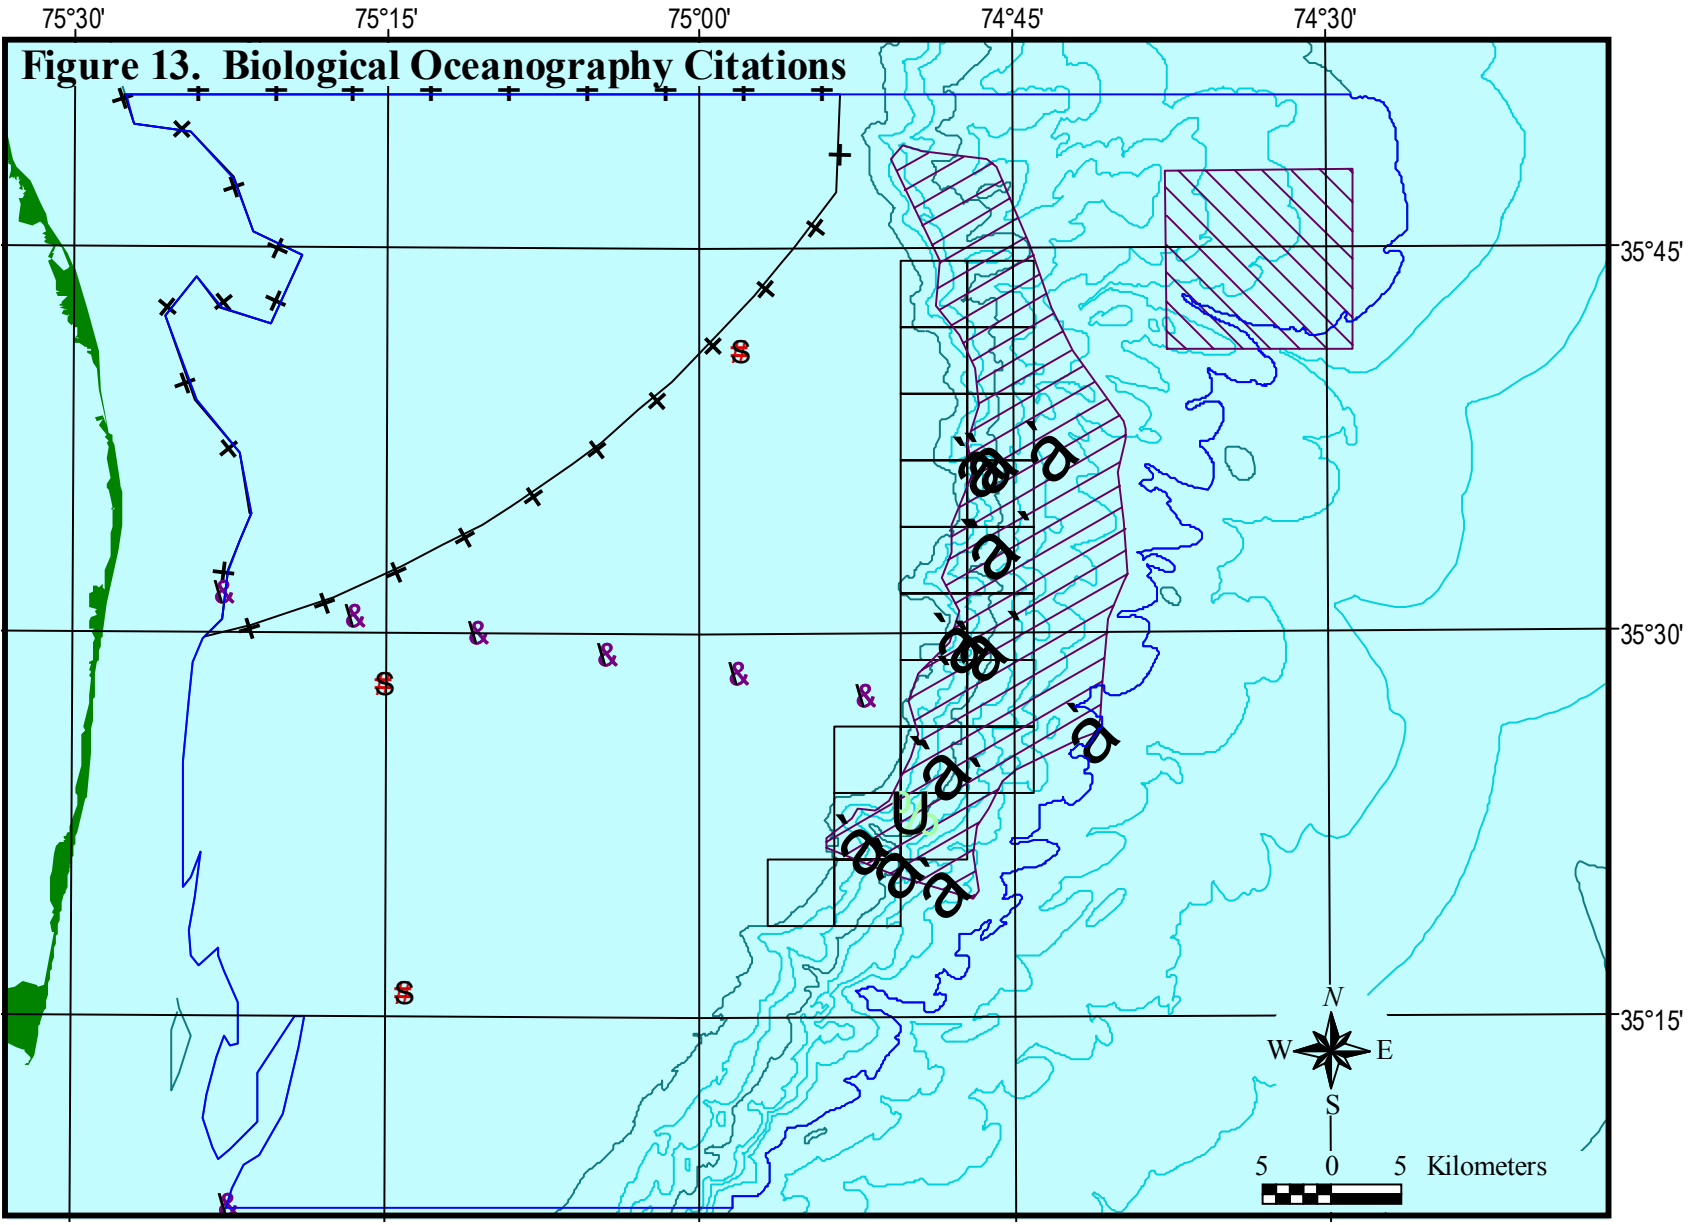 75°30' 75°15' 75°00' 74°45' 74°30'
Figure 13. Biological Oceanography Citations
35°45'
$
à
à
&
&
35°30'
&
&
&
$
&
à
à
U
à
$
N
35°15'
W E
S
5 0 5 Kilometers
&